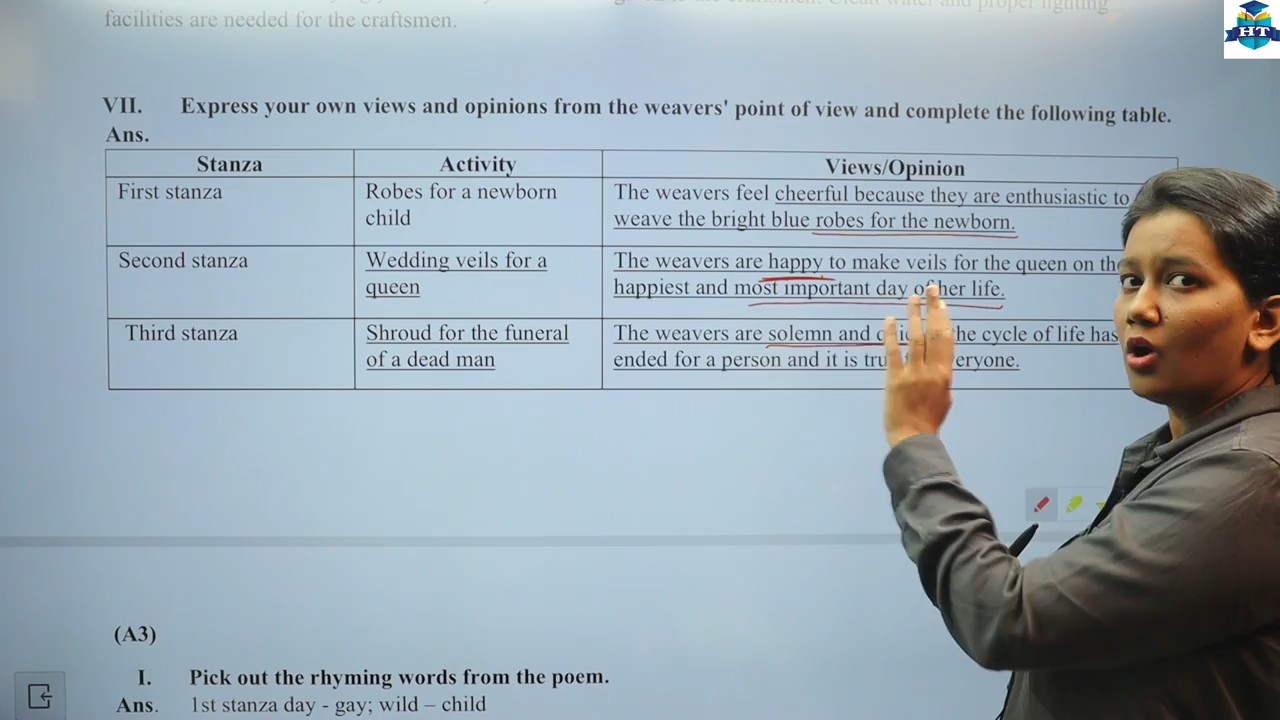 facilities are needed for the craftsmen.
HT
VII. Express your own views and opinions from the weavers' point of view and complete the following table.
Ans.
Stanza Activity Views/Opinion
First stanza Robes for a newborn child The weavers feel cheerful because they are enthusiastic to weave the bright blue robes for the newborn.
Second stanza Wedding veils for a queen The weavers are happy to make veils for the queen on the happiest and most important day of her life.
Third stanza Shroud for the funeral of a dead man The weavers are solemn and the cycle of life has ended for a person and it is
(A3)
I. Pick out the rhyming words from the poem.
Ans. 1st stanza day - gay; wild – child